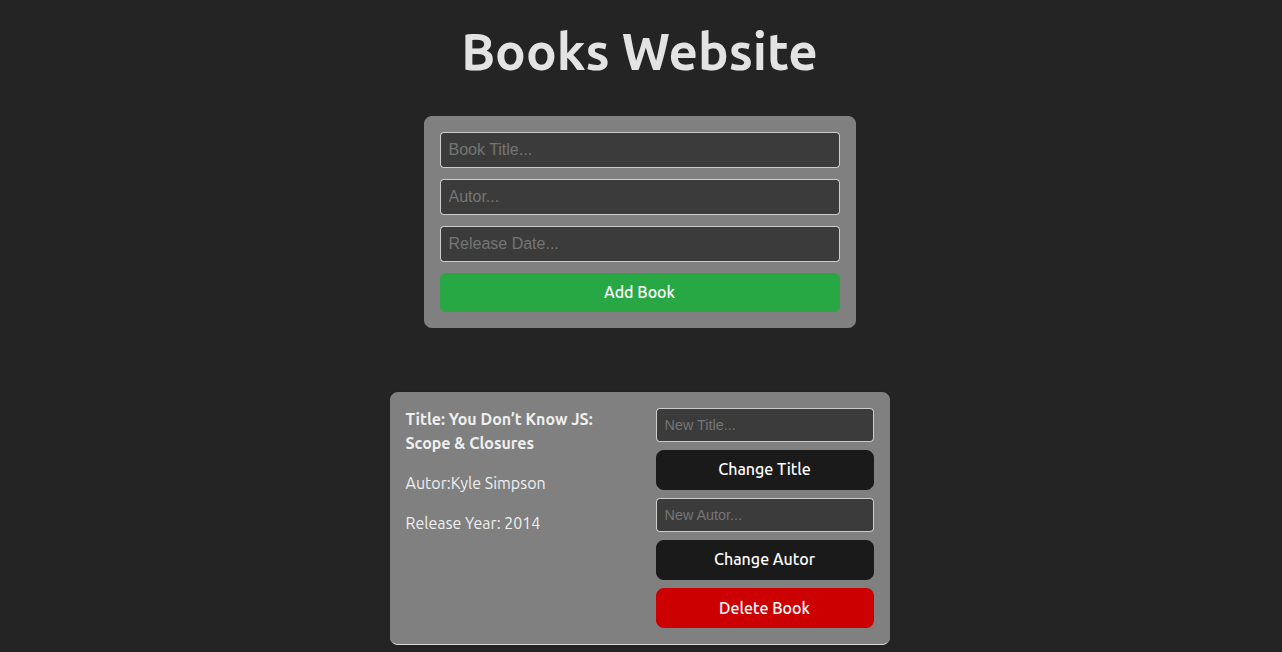 Books Website
Book Title...
Autor...
Release Date...
Add Book
Title: You Don’t Know JS:
Scope & Closures
Autor:Kyle Simpson
Release Year: 2014
New Title...
Change Title
New Autor...
Change Autor
Delete Book